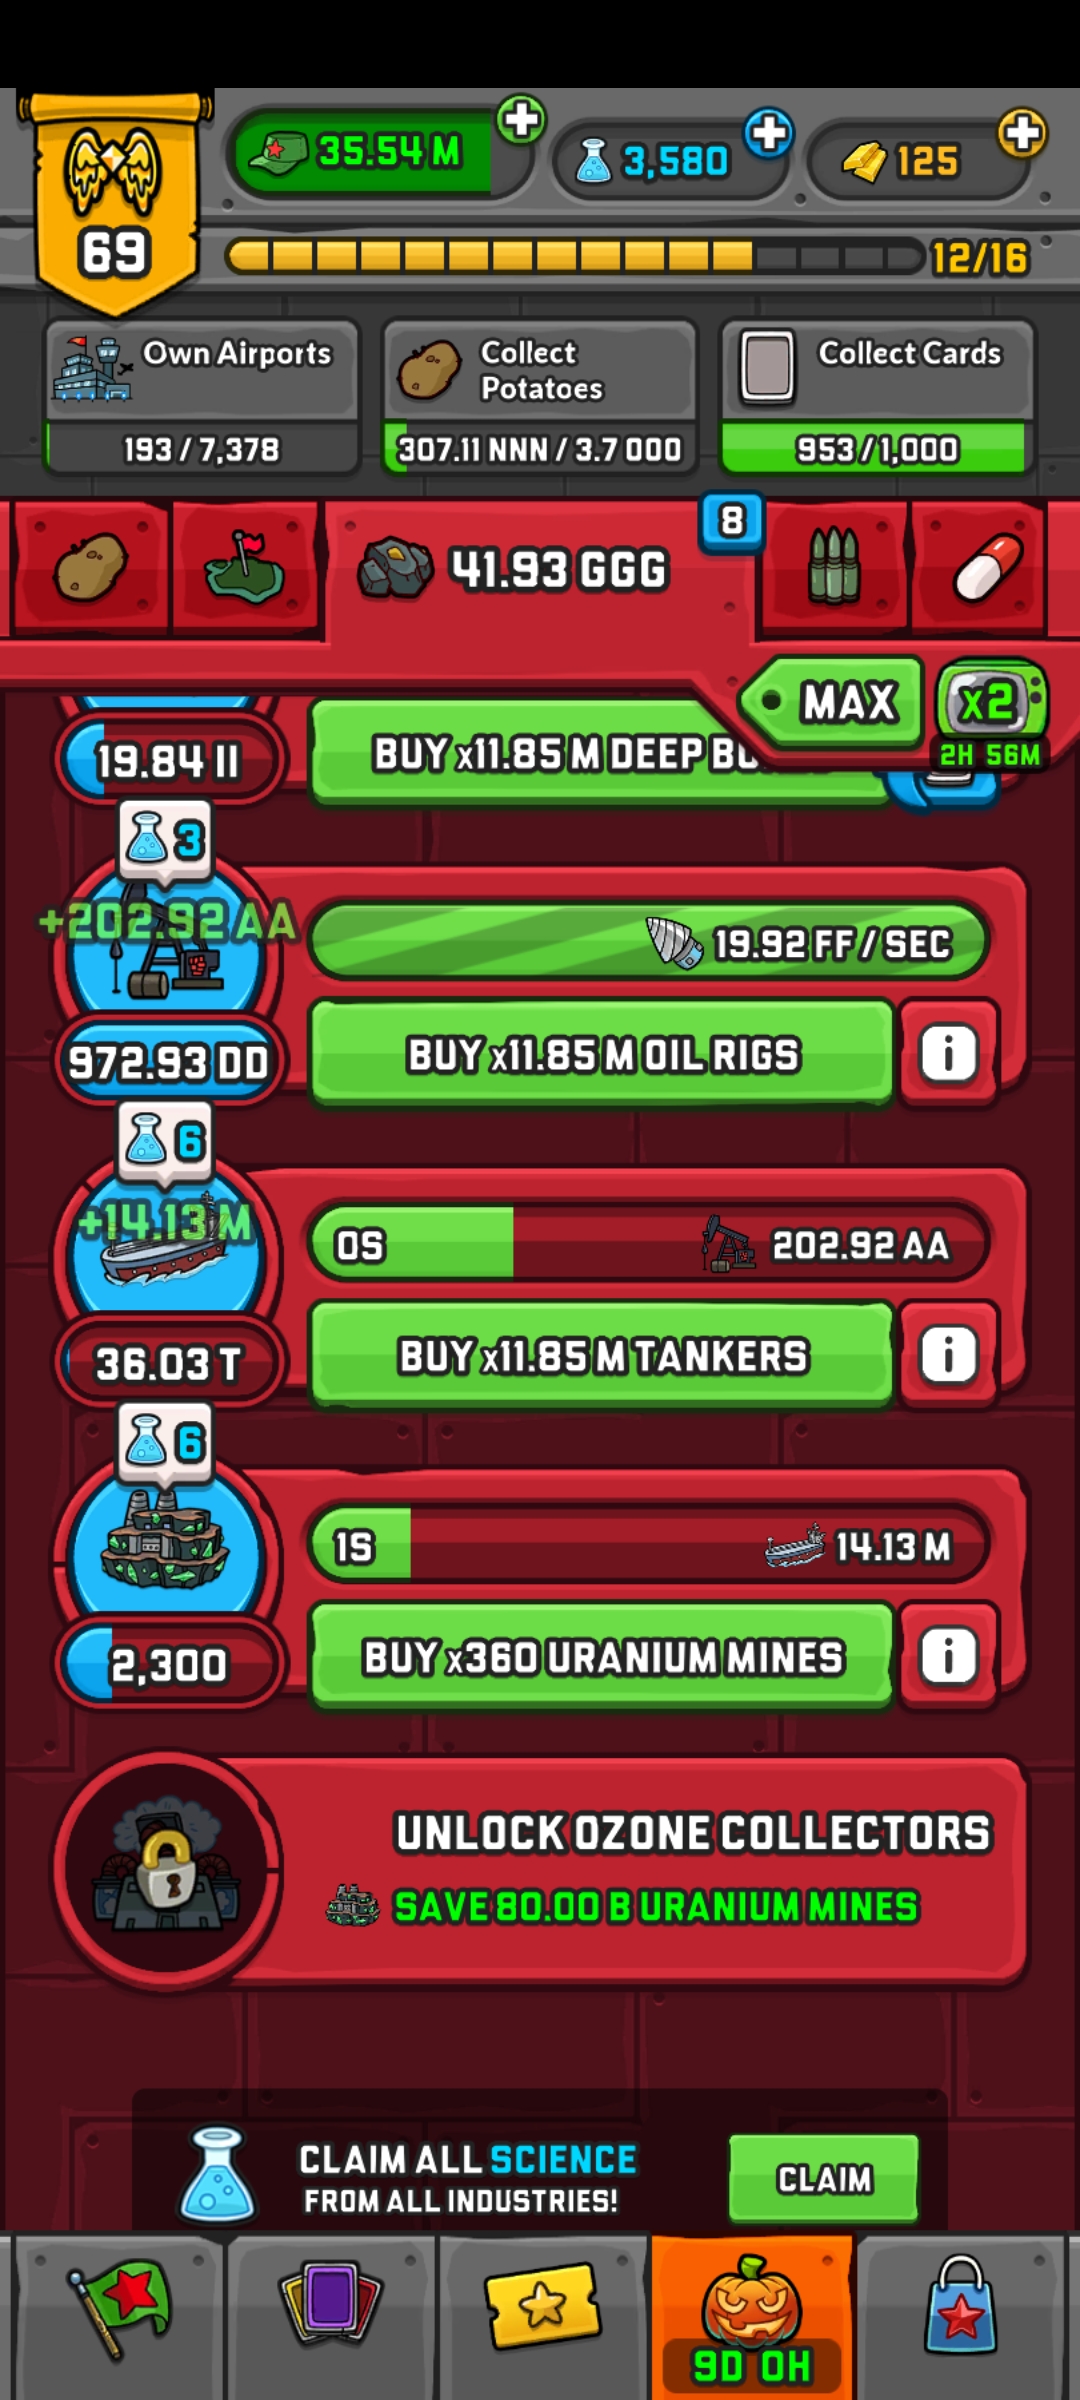 35.54 M
3,580
125
69
12/16
Own Airports
193 / 7,378
Collect
Potatoes
307.11 NNN / 3.7 OOO
Collect Cards
953 / 1,000
41.93 GGG
8
MAX
x2
2H 56M
19.84 II
BUY x11.85 M DEEP
3
+202.92 AA
19.92 FF / SEC
972.93 DD
BUY x11.85 M OIL RIGS
i
6
+14.13 M
0S
202.92 AA
36.03 T
BUY x11.85 M TANKERS
i
6
1S
14.13 M
2,300
BUY x360 URANIUM MINES
i
UNLOCK OZONE COLLECTORS
SAVE 80.00 B URANIUM MINES
CLAIM ALL SCIENCE
FROM ALL INDUSTRIES!
CLAIM
9D 0H